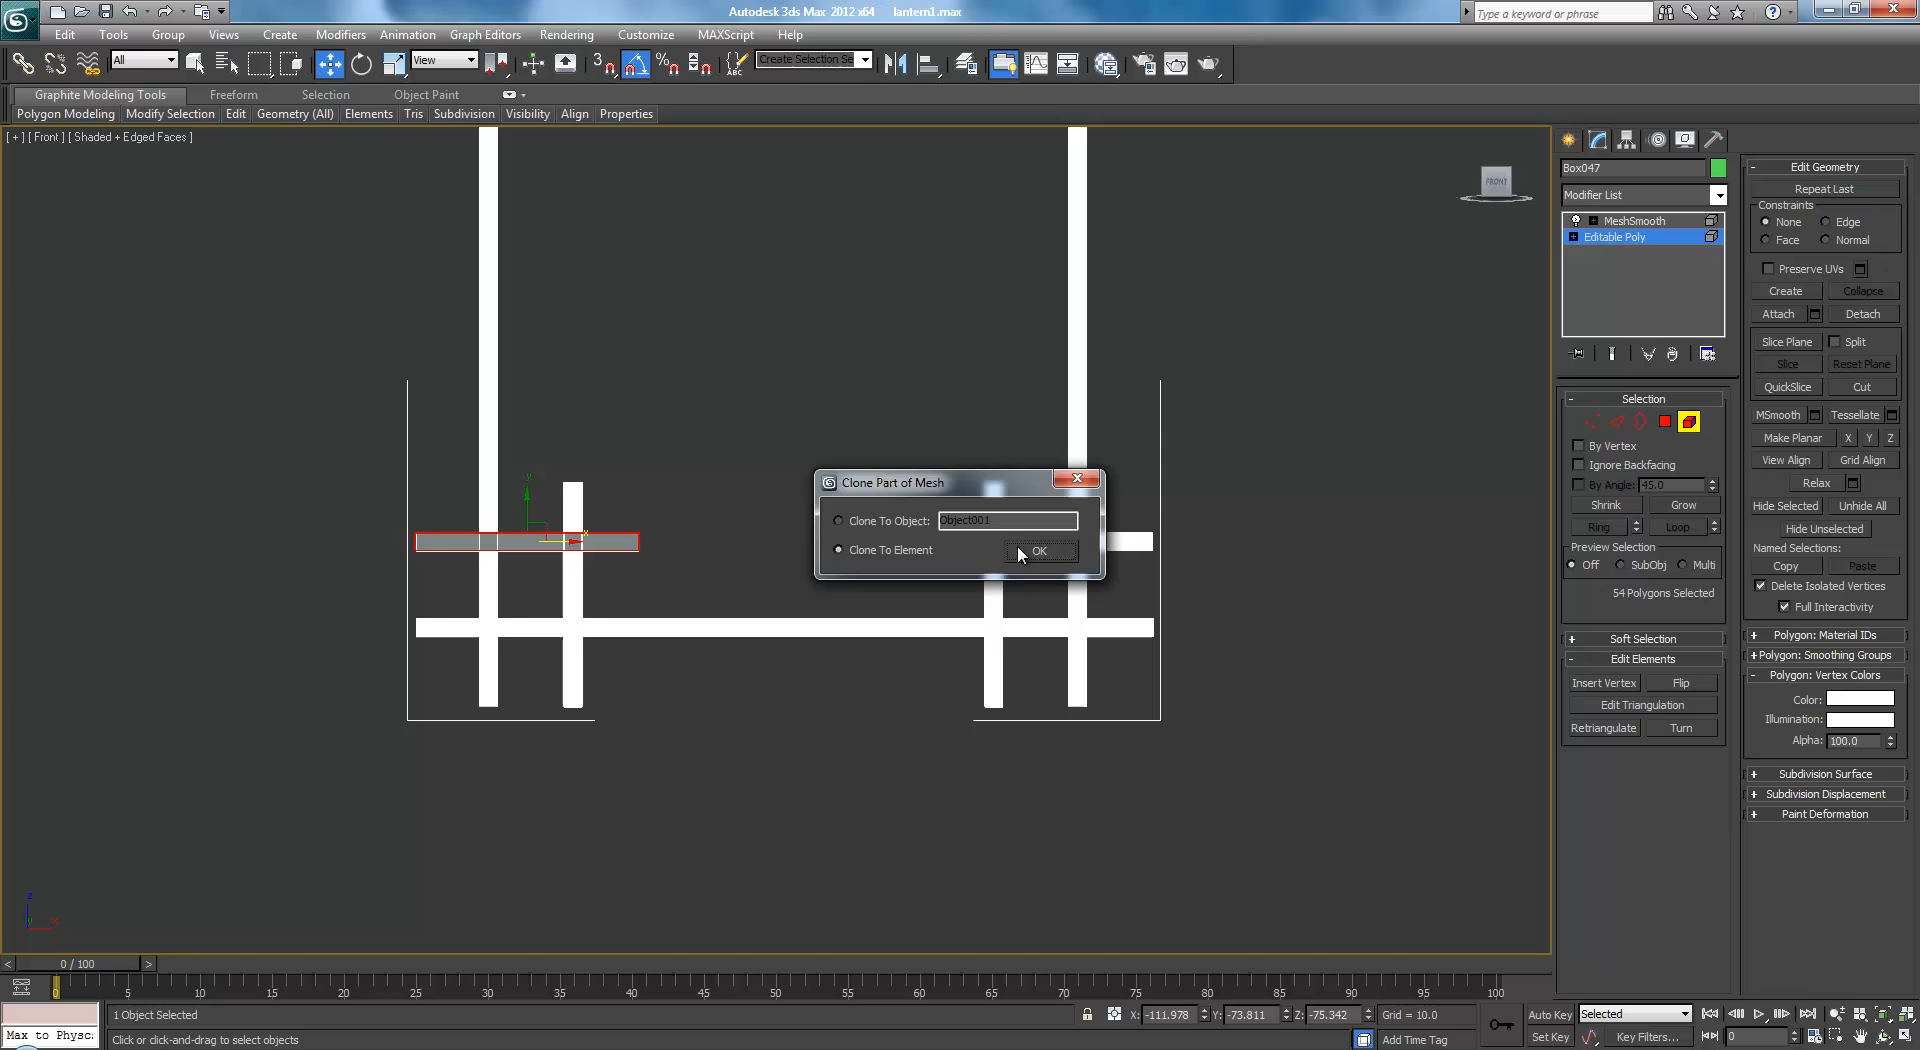 Autodesk 3ds Max 2012 x64 lantern1.max
Type a keyword or phrase
Edit Tools Group Views Create Modifiers Animation Graph Editors Rendering Customize MAXScript Help
All View Create Selection Se
Graphite Modeling Tools Freeform Selection Object Paint
Polygon Modeling Modify Selection Edit Geometry (All) Elements Tris Subdivision Visibility Align Properties
[ + ] [ Front ] [ Shaded + Edged Faces ]
FRONT
Clone Part of Mesh
Clone To Object: Object001
Clone To Element OK
Box047
Modifier List
MeshSmooth
Editable Poly
Selection
By Vertex
Ignore Backfacing
By Angle: 45.0
Shrink Grow
Ring Loop
Preview Selection
Off SubObj Multi
54 Polygons Selected
Soft Selection
Edit Elements
Insert Vertex Flip
Edit Triangulation
Retriangulate Turn
Edit Geometry
Repeat Last
Constraints
None Edge
Face Normal
Preserve UVs
Create Collapse
Attach Detach
Slice Plane Split
Slice Reset Plane
QuickSlice Cut
MSmooth Tessellate
Make Planar X Y Z
View Align Grid Align
Relax
Hide Selected Unhide All
Hide Unselected
Named Selections:
Copy Paste
Delete Isolated Vertices
Full Interactivity
Polygon: Material IDs
Polygon: Smoothing Groups
Polygon: Vertex Colors
Color:
Illumination:
Alpha: 100.0
Subdivision Surface
Subdivision Displacement
Paint Deformation
0 / 100
0 5 10 15 20 25 30 35 40 45 50 55 60 65 70 75 80 85 90 95 100
1 Object Selected X: -111.978 Y: -73.811 Z: -75.342 Grid = 10.0 Auto Key Selected
Max to Physc: Click or click-and-drag to select objects Add Time Tag Set Key Key Filters... 0